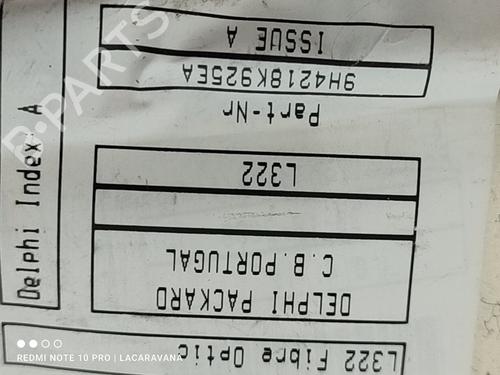 L322 Fibre Optic
DELPHI PACKARD
C.B.PORTUGAL
L322
Part-Nr
9H4218K925EA
ISSUE A
Delphi Index: A
B-PARTS
REDMI NOTE 10 PRO | LACARAVANA